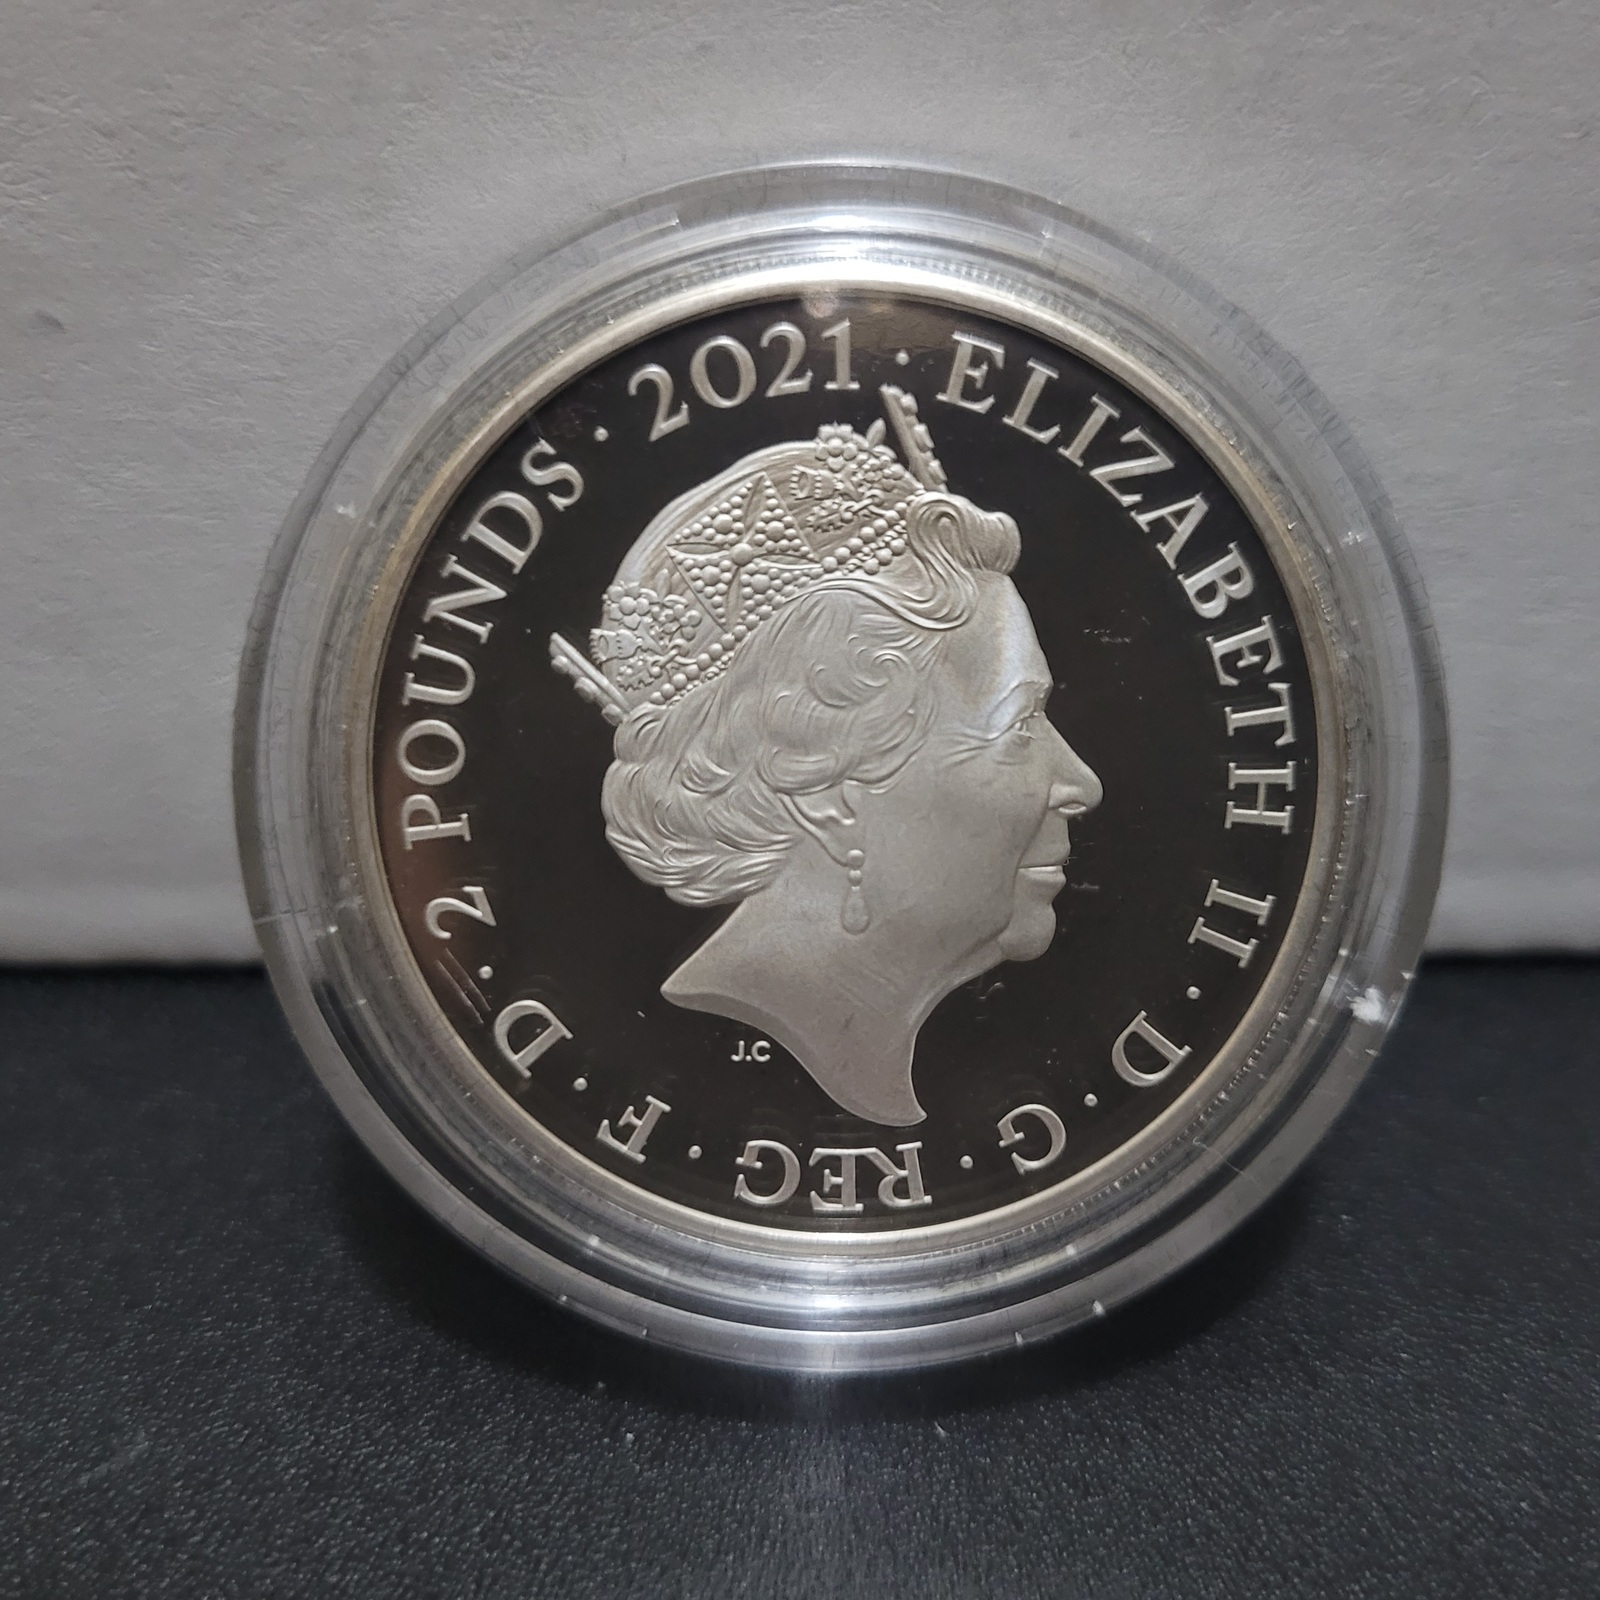 ELIZABETH II · D · G · REG · F · D · 2 POUNDS · 2021 ·
J.C